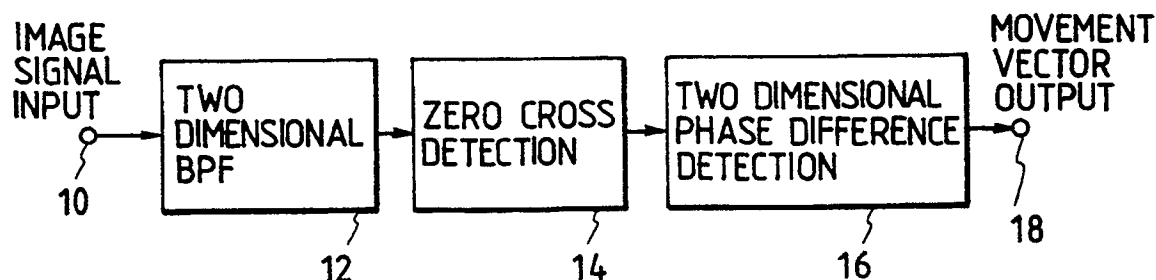 IMAGE
SIGNAL
INPUT
10
TWO
DIMENSIONAL
BPF
12
ZERO CROSS
DETECTION
14
TWO DIMENSIONAL
PHASE DIFFERENCE
DETECTION
16
MOVEMENT
VECTOR
OUTPUT
18